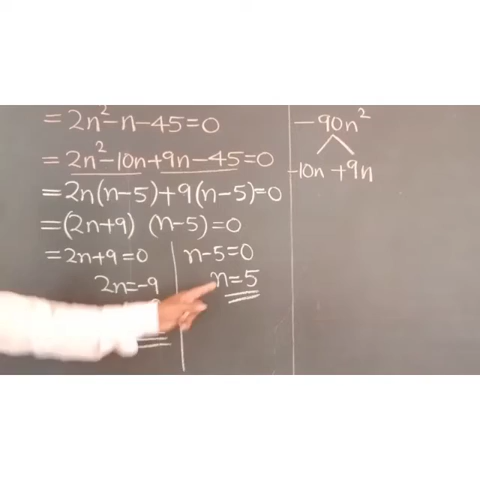 = 2n²-n-45=0
= 2n²-10n+9n-45=0
= 2n(n-5)+9(n-5)=0
= (2n+9) (n-5)=0
= 2n+9=0
2n=-9
n-5=0
n=5
-90n²
-10n +9n